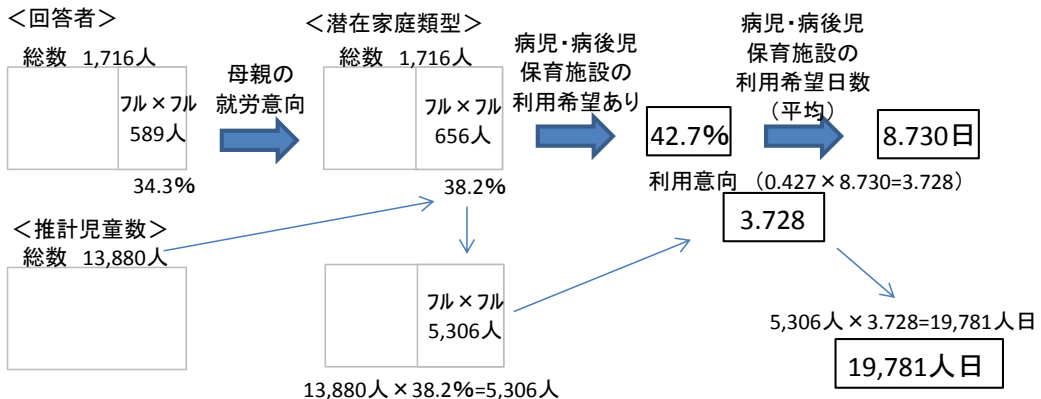 ＜回答者＞
総数 1,716人
フル×フル
589人
34.3%
母親の
就労意向
＜潜在家庭類型＞
総数 1,716人
フル×フル
656人
38.2%
病児・病後児
保育施設の
利用希望あり
42.7%
病児・病後児
保育施設の
利用希望日数
（平均）
8.730日
利用意向 （0.427×8.730=3.728）
3.728
＜推計児童数＞
総数 13,880人
フル×フル
5,306人
13,880人×38.2%=5,306人
5,306人×3.728=19,781人日
19,781人日